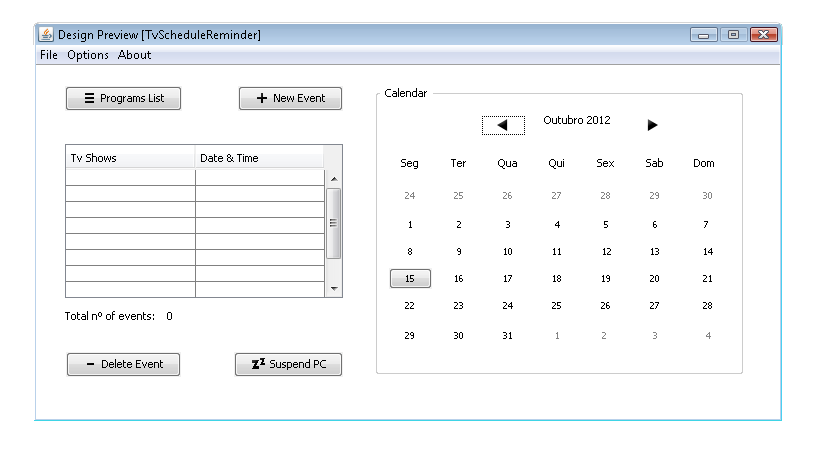 Design Preview [TvScheduleReminder]
File Options About
Programs List
New Event
Tv Shows Date & Time
Total nº of events: 0
Delete Event
Suspend PC
Calendar
Outubro 2012
Seg Ter Qua Qui Sex Sab Dom
24 25 26 27 28 29 30
1 2 3 4 5 6 7
8 9 10 11 12 13 14
15 16 17 18 19 20 21
22 23 24 25 26 27 28
29 30 31 1 2 3 4